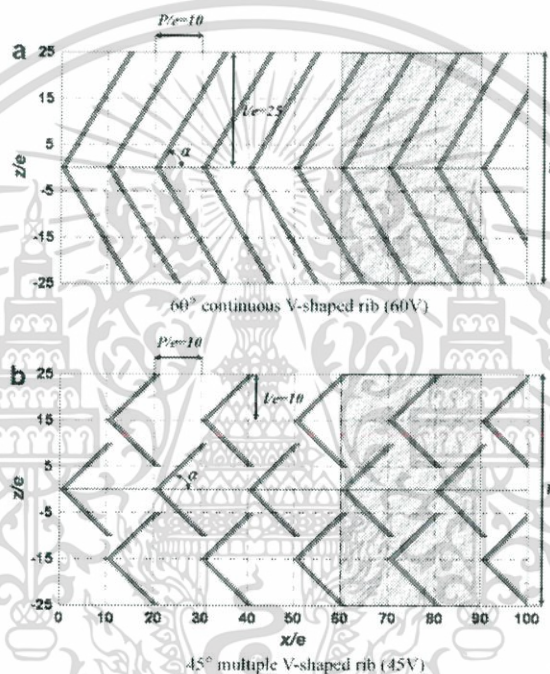 P/e=10
a
25
15
5
-5
-15
-25
z/e
l/e=25
α
60° continuous V-shaped rib (60V)
P/e=10
b
25
15
5
-5
-15
-25
z/e
l/e=10
α
0 10 20 30 40 50 60 70 80 90 100
x/e
45° multiple V-shaped rib (45V)